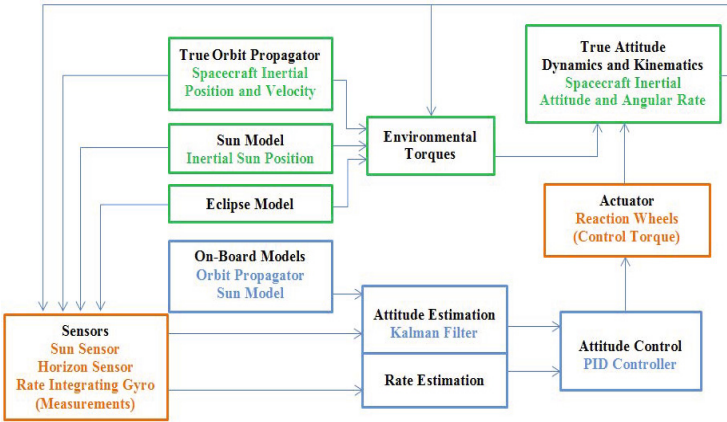 True Orbit Propagator
Spacecraft Inertial
Position and Velocity
True Attitude
Dynamics and Kinematics
Spacecraft Inertial
Attitude and Angular Rate
Sun Model
Inertial Sun Position
Environmental
Torques
Eclipse Model
Actuator
Reaction Wheels
(Control Torque)
On-Board Models
Orbit Propagator
Sun Model
Sensors
Sun Sensor
Horizon Sensor
Rate Integrating Gyro
(Measurements)
Attitude Estimation
Kalman Filter
Rate Estimation
Attitude Control
PID Controller